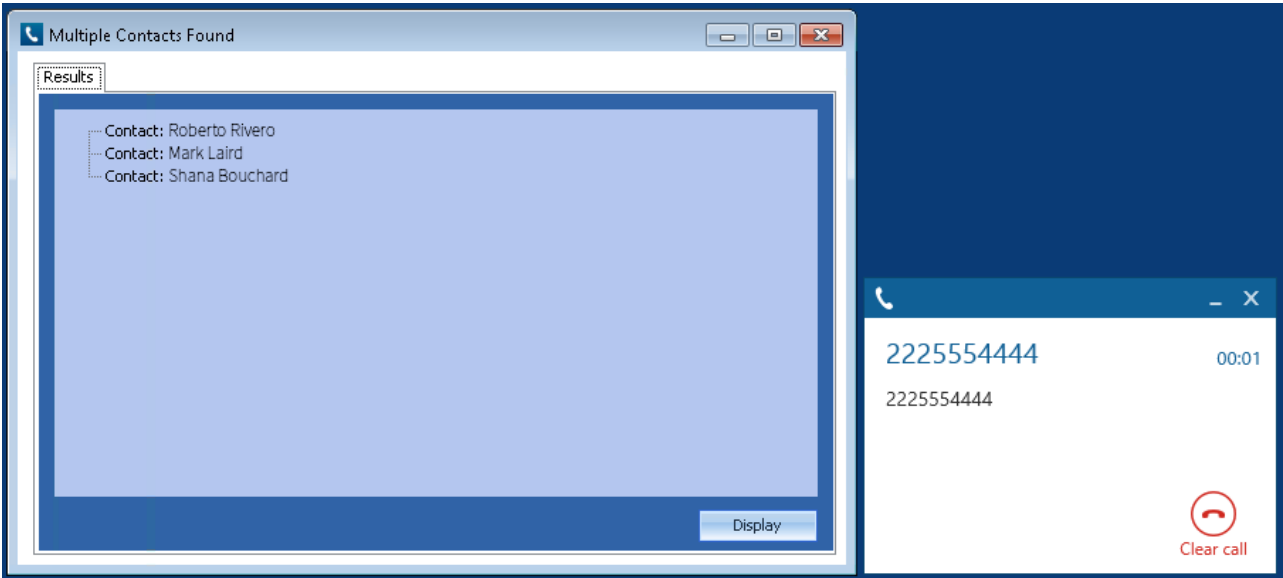 Multiple Contacts Found
Results
Contact: Roberto Rivero
Contact: Mark Laird
Contact: Shana Bouchard
Display
2225554444 00:01
2225554444
Clear call